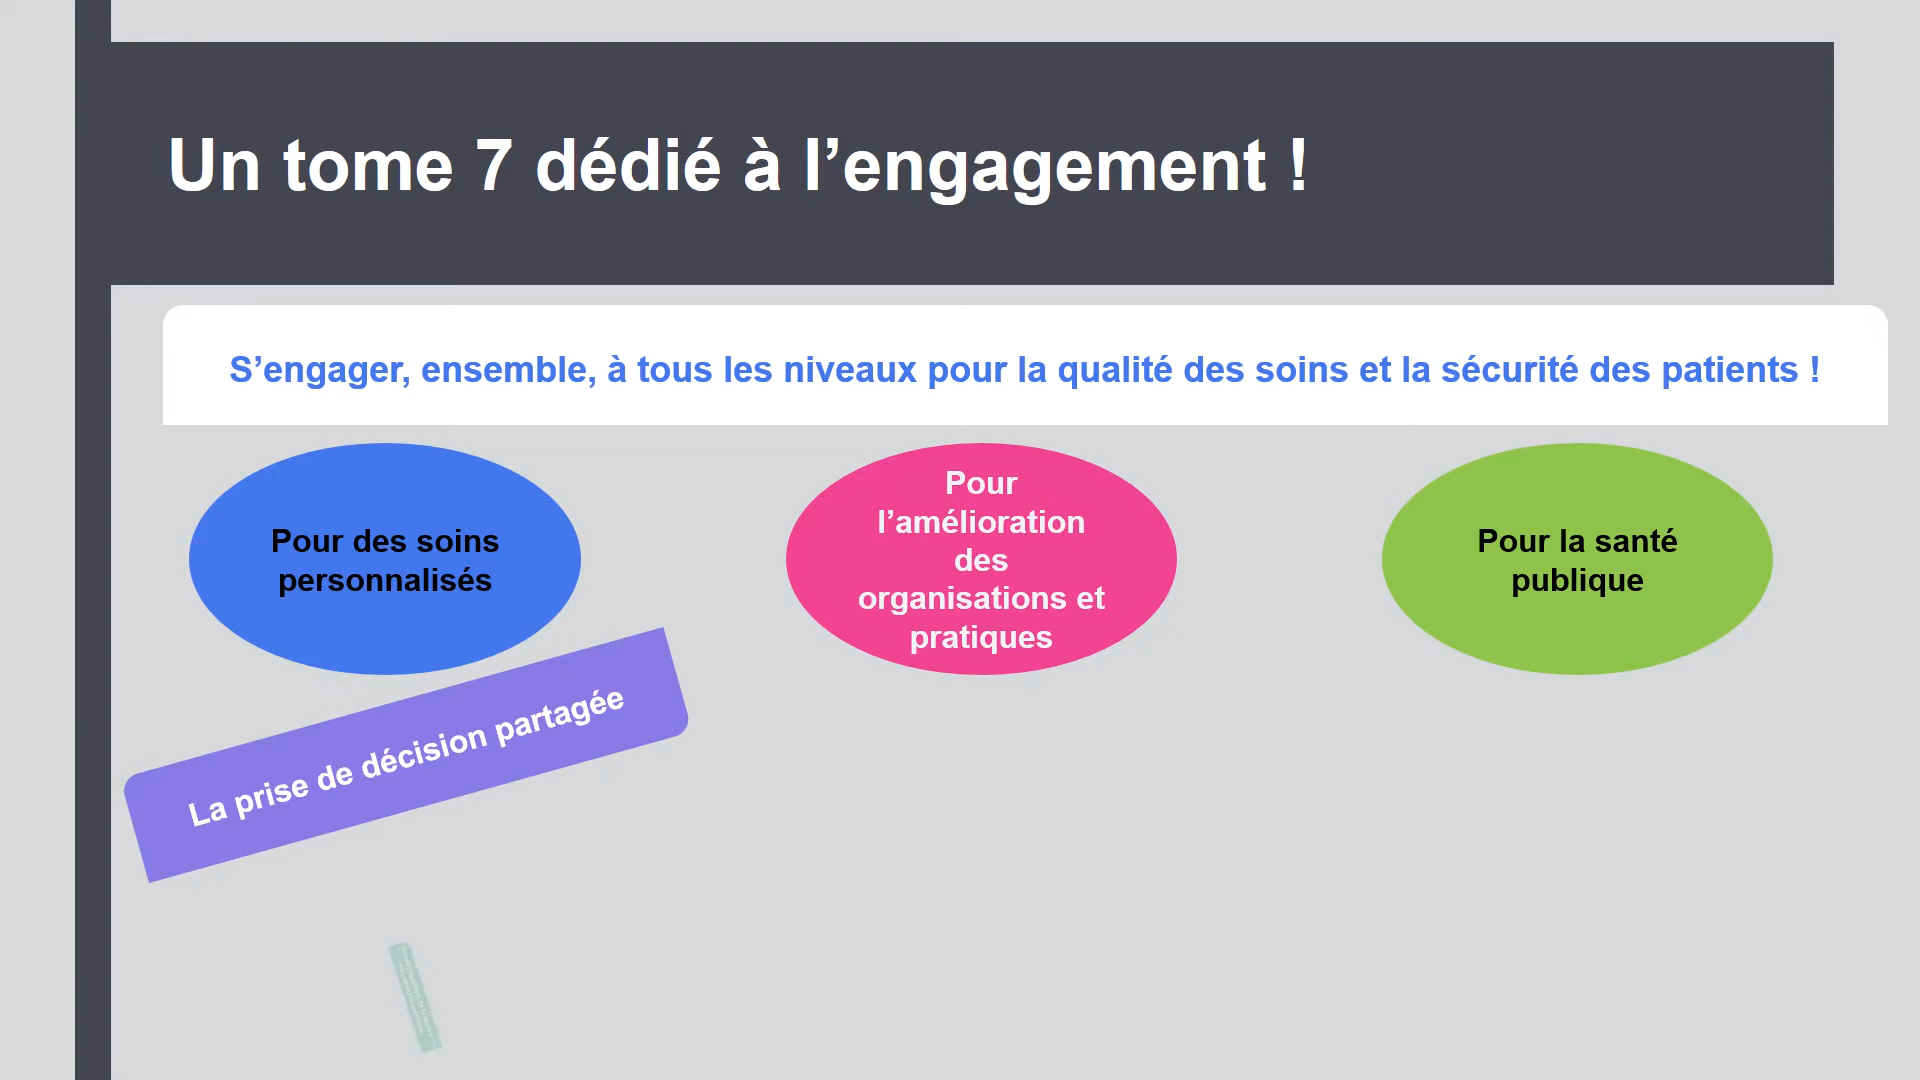 Un tome 7 dédié à l’engagement !
S’engager, ensemble, à tous les niveaux pour la qualité des soins et la sécurité des patients !
Pour des soins
personnalisés
Pour
l’amélioration
des
organisations et
pratiques
Pour la santé
publique
La prise de décision partagée